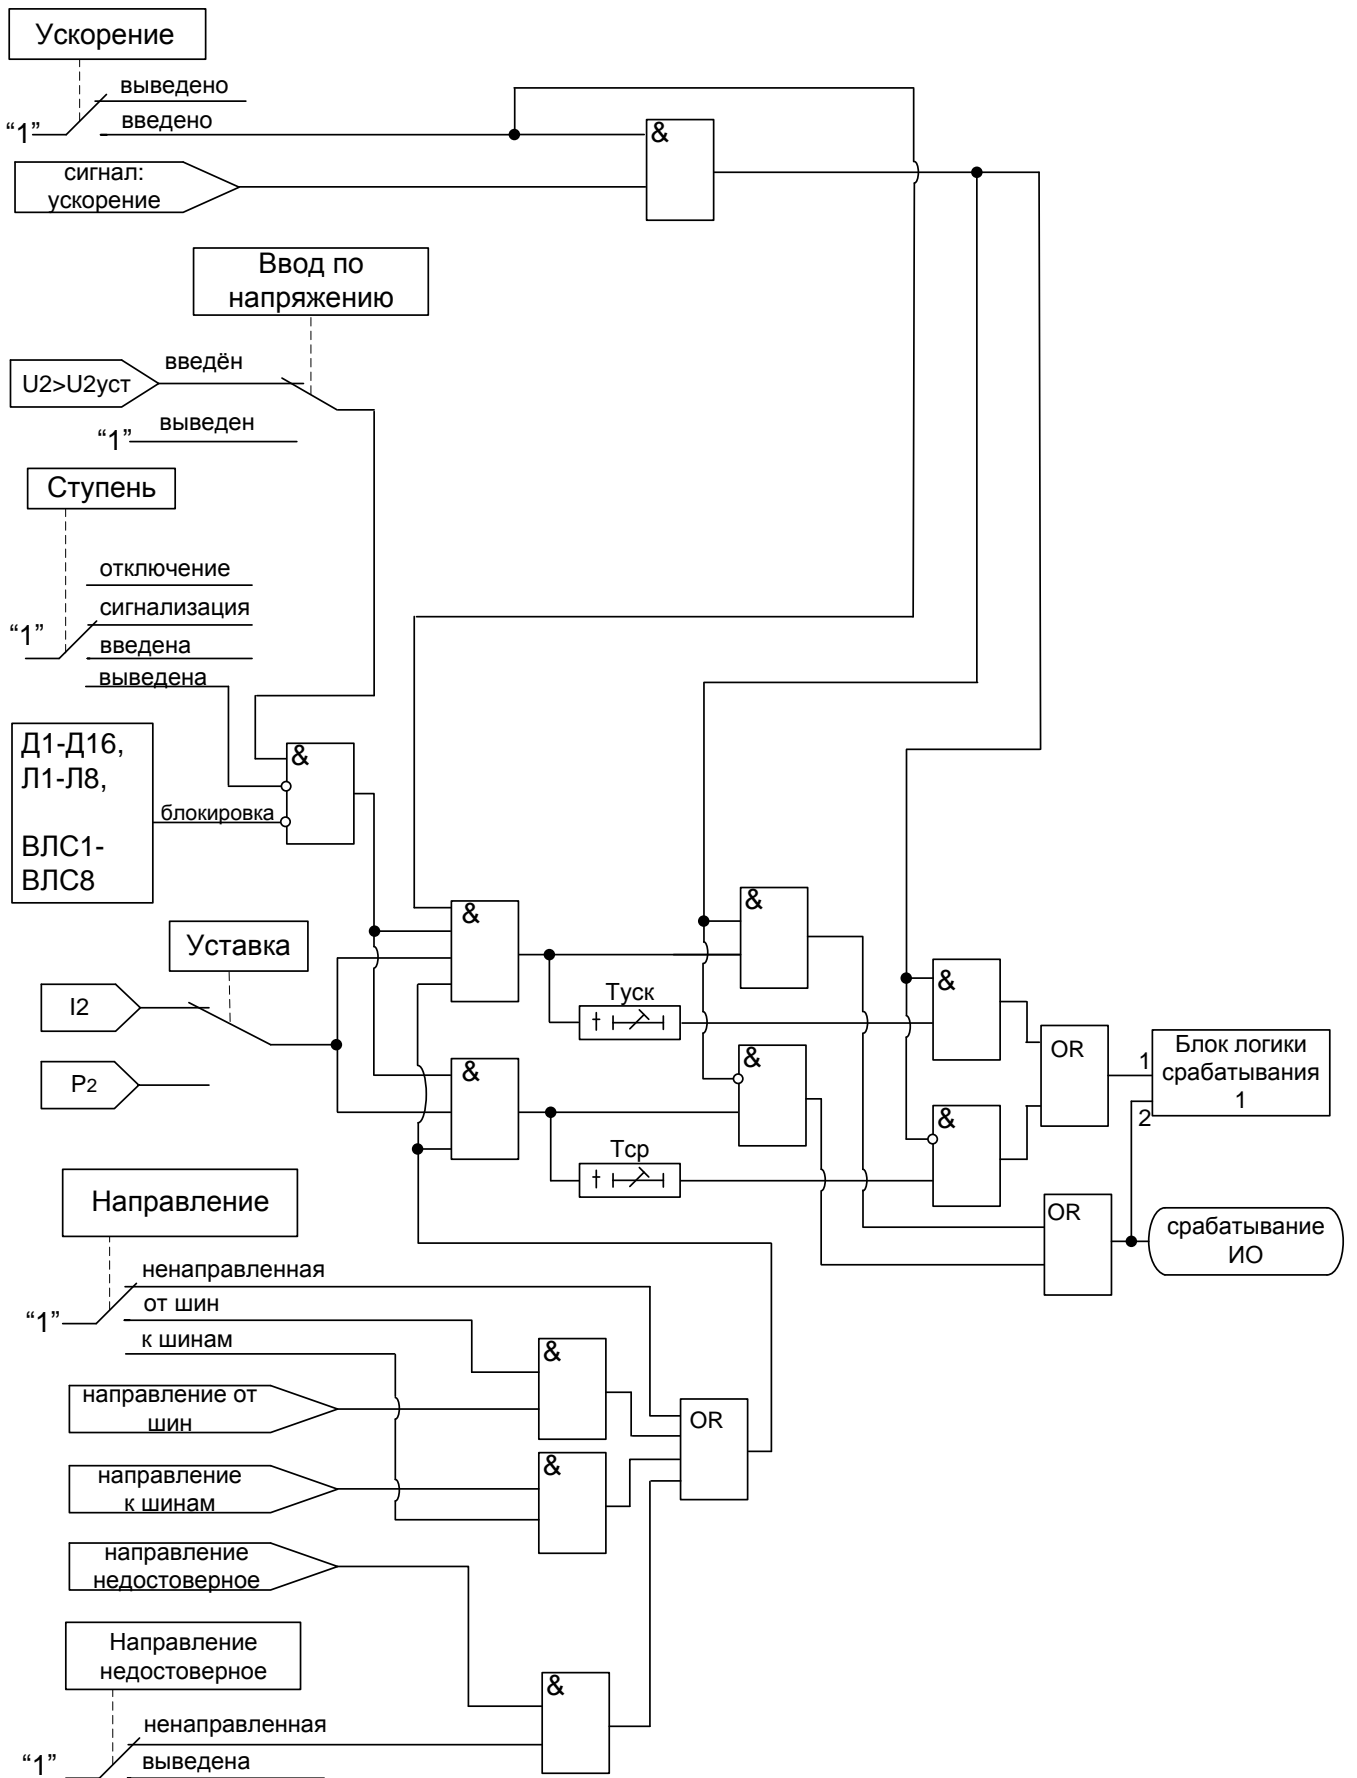 Ускорение
выведено
“1”
введено
&
сигнал:
ускорение
Ввод по
напряжению
введён
U2>U2уст
выведен
“1”
Ступень
отключение
сигнализация
“1”
введена
выведена
Д1-Д16,
Л1-Л8,
ВЛС1-
ВЛС8
&
блокировка
&
&
Уставка
I2
Туск
&
OR
Блок логики
срабатывания
1
1
2
P2
&
&
&
Тср
Направление
OR
срабатывание
ИО
ненаправленная
“1”
от шин
к шинам
&
направление от
шин
OR
&
направление
к шинам
направление
недостоверное
Направление
недостоверное
&
ненаправленная
“1”
выведена